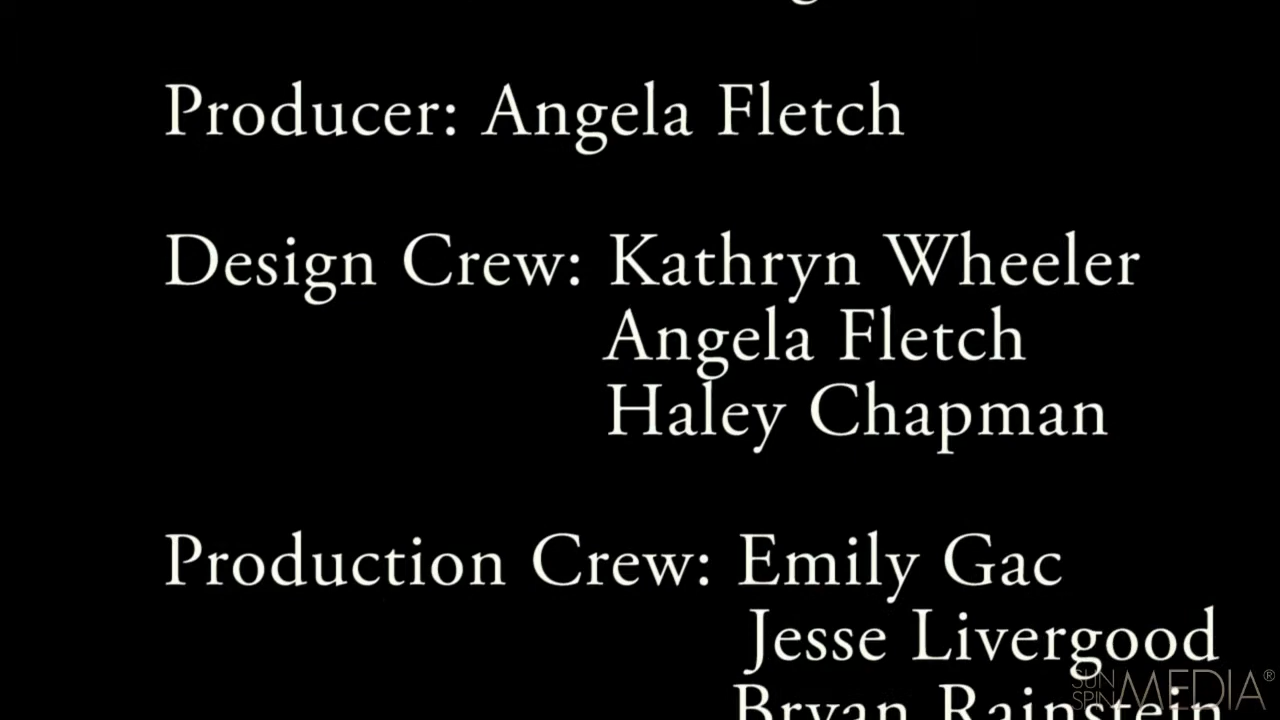 Producer: Angela Fletch
Design Crew: Kathryn Wheeler
Angela Fletch
Haley Chapman
Production Crew: Emily Gac
Jesse Livergood
Bryan Rainstein
SUN SPIN MEDIA®